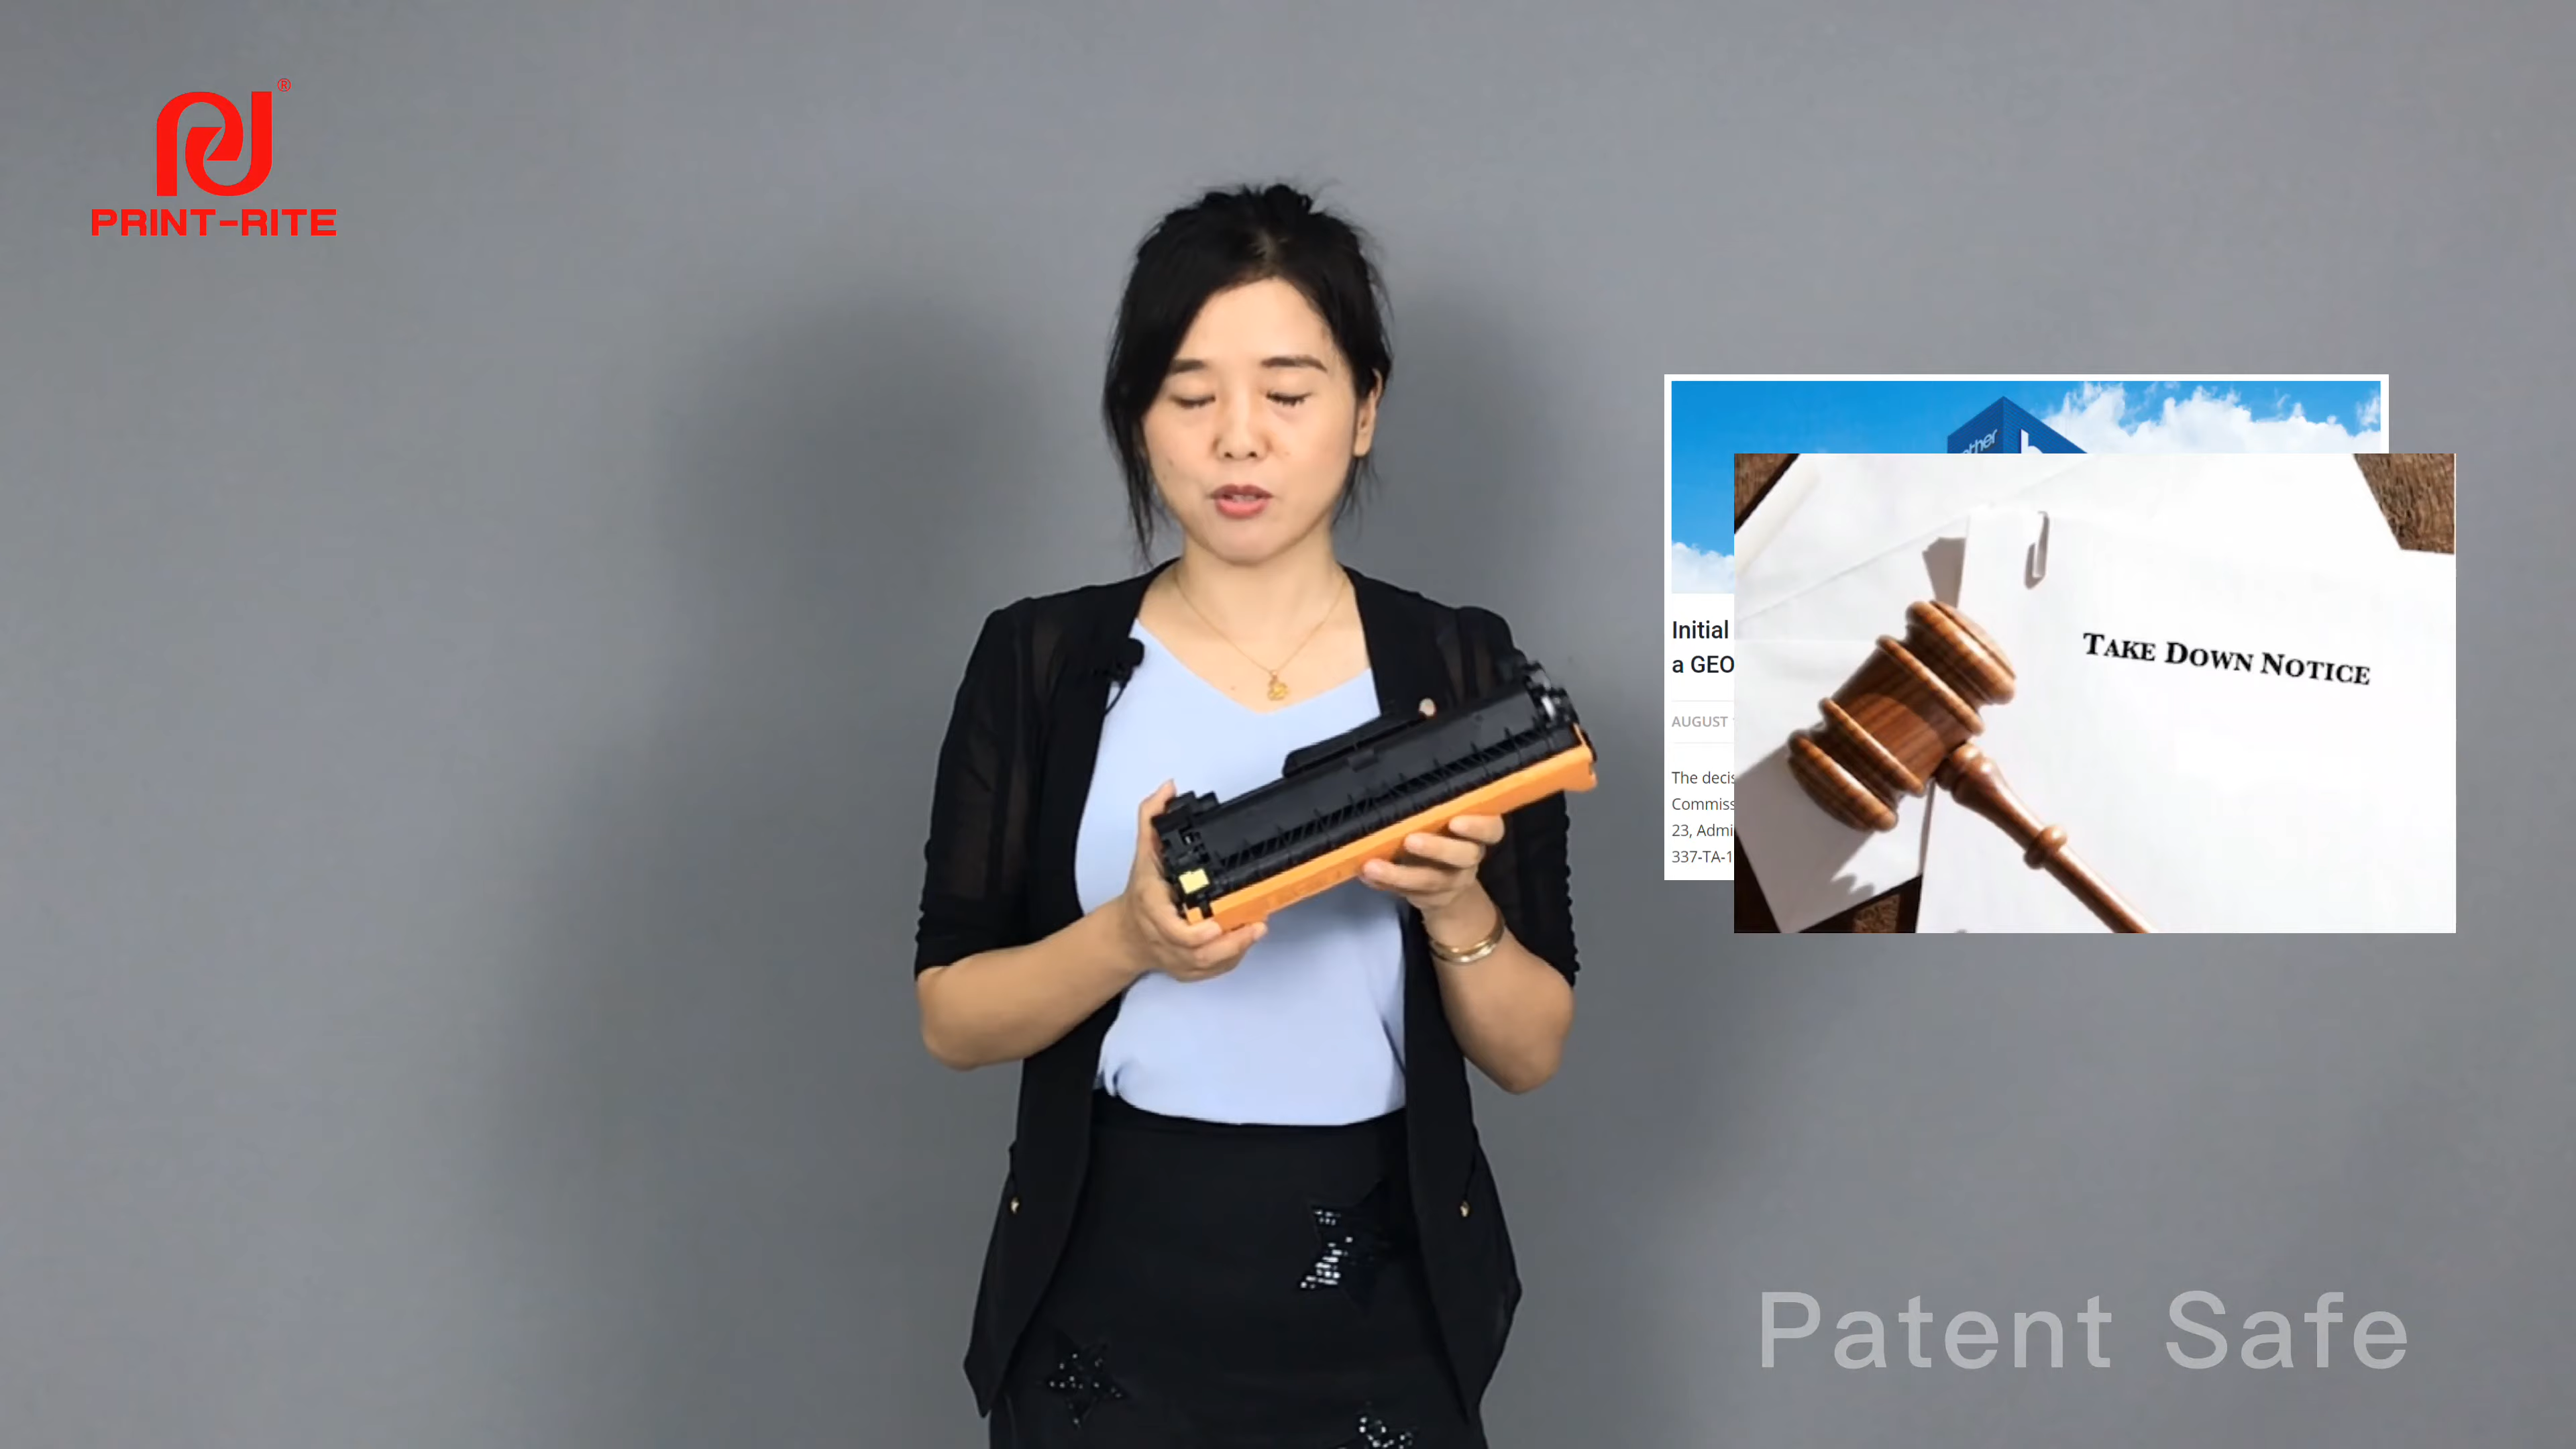 ®
PRINT-RITE
Initial
a GEO
AUGUST
The decis
Commiss
23, Admi
337-TA-1
TAKE DOWN NOTICE
Patent Safe